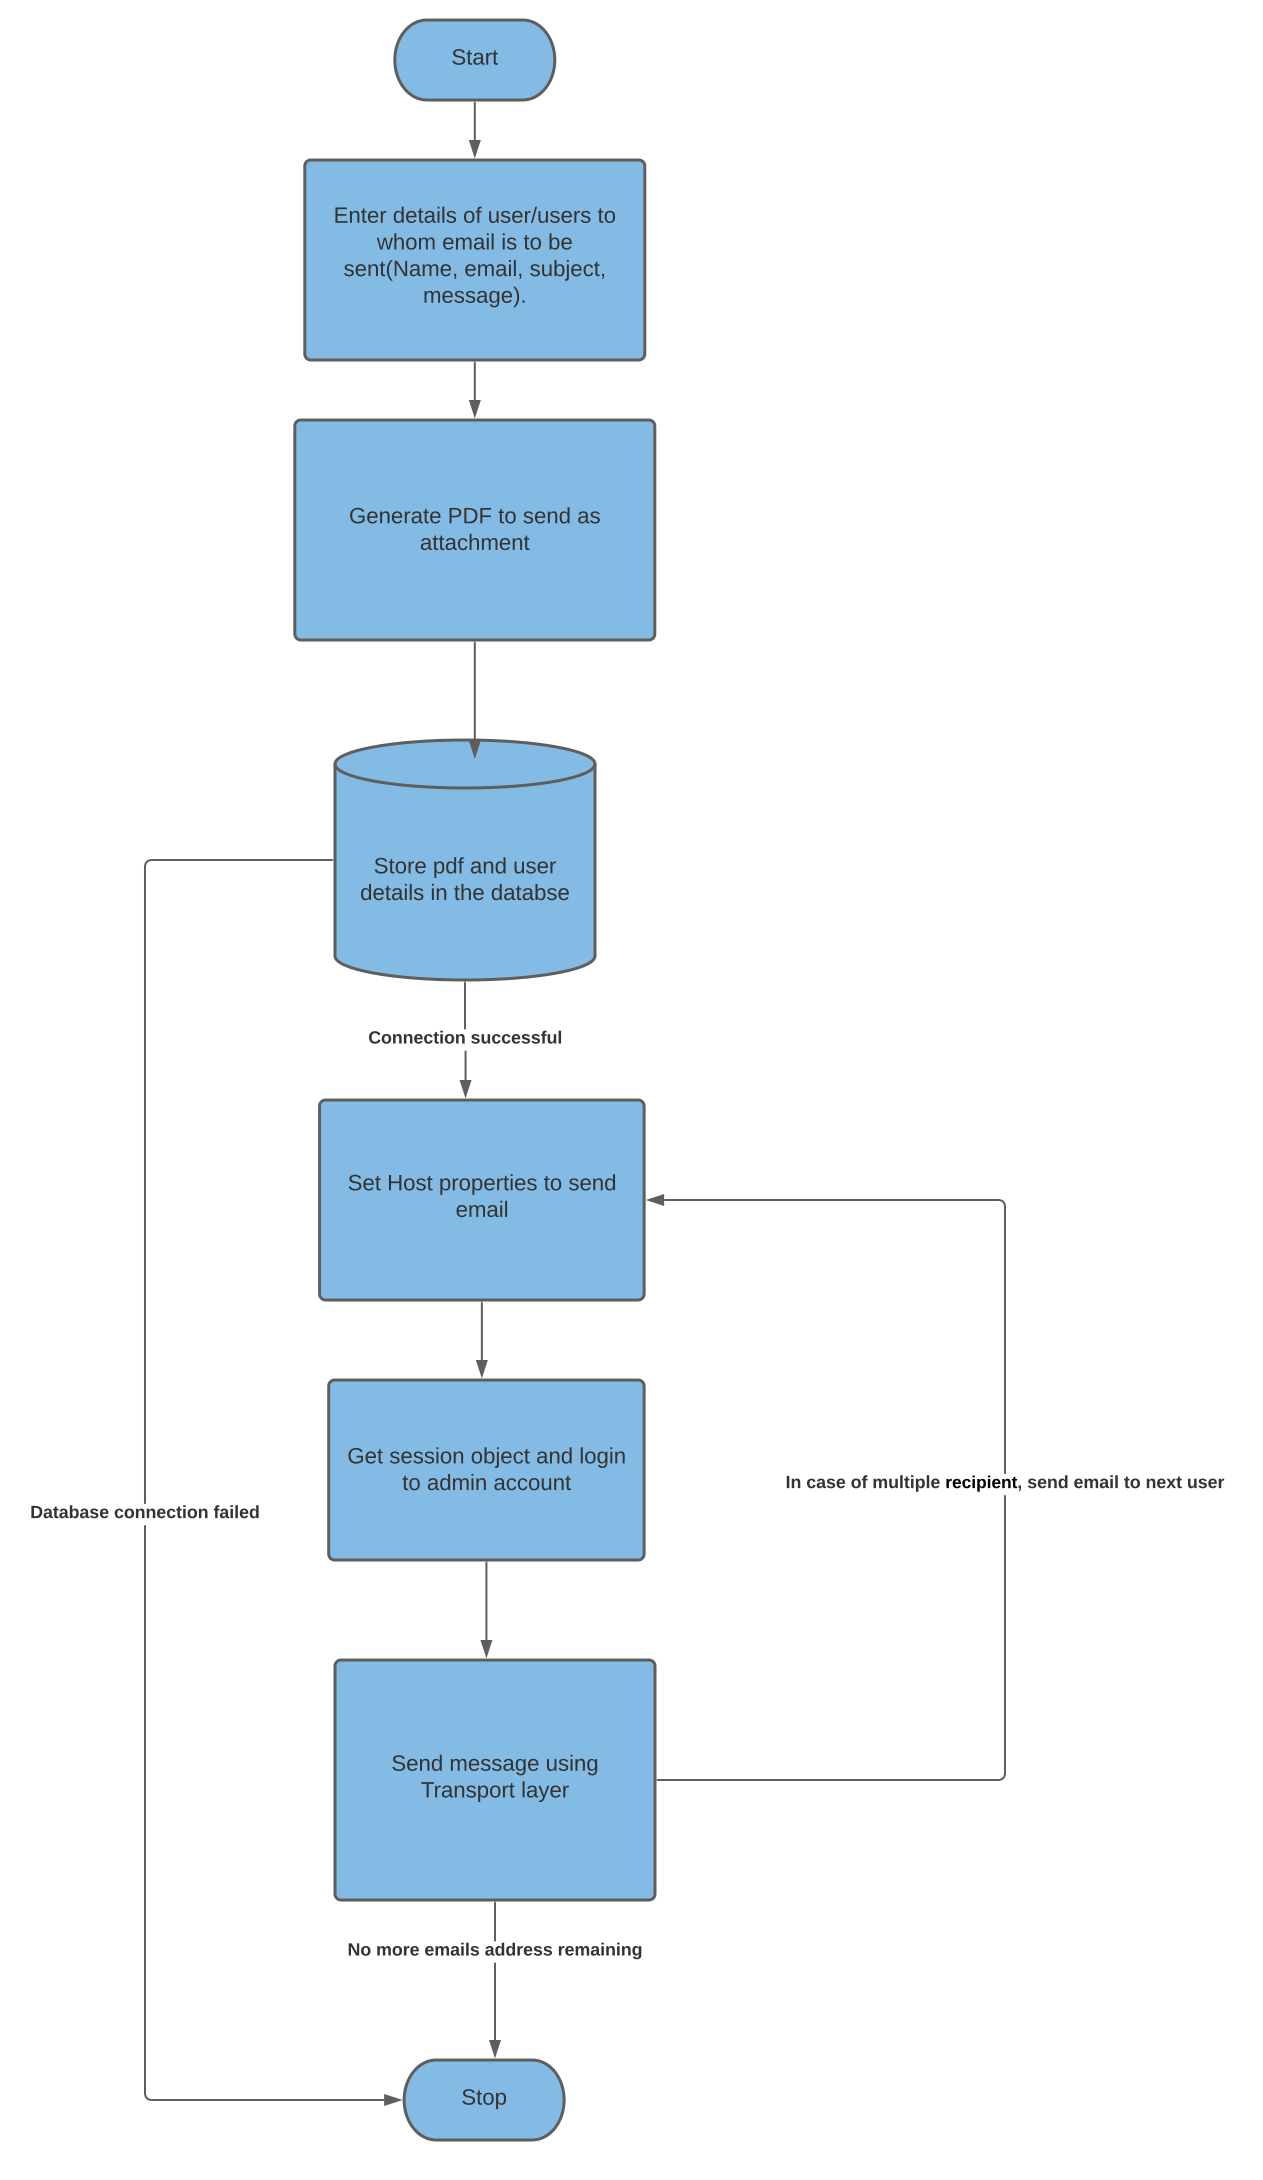 Start
Enter details of user/users to
whom email is to be
sent(Name, email, subject,
message).
Generate PDF to send as
attachment
Store pdf and user
details in the databse
Connection successful
Set Host properties to send
email
Get session object and login
to admin account
In case of multiple recipient, send email to next user
Database connection failed
Send message using
Transport layer
No more emails address remaining
Stop